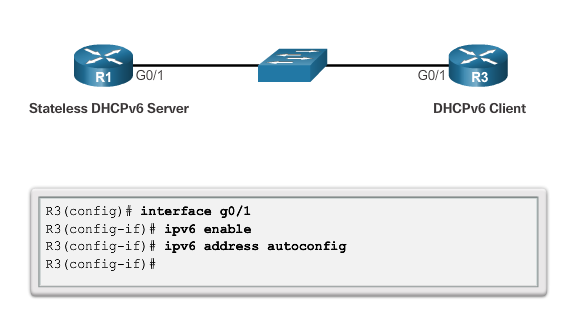 R1
G0/1
G0/1
R3
Stateless DHCPv6 Server
DHCPv6 Client
R3(config)# interface g0/1
R3(config-if)# ipv6 enable
R3(config-if)# ipv6 address autoconfig
R3(config-if)#